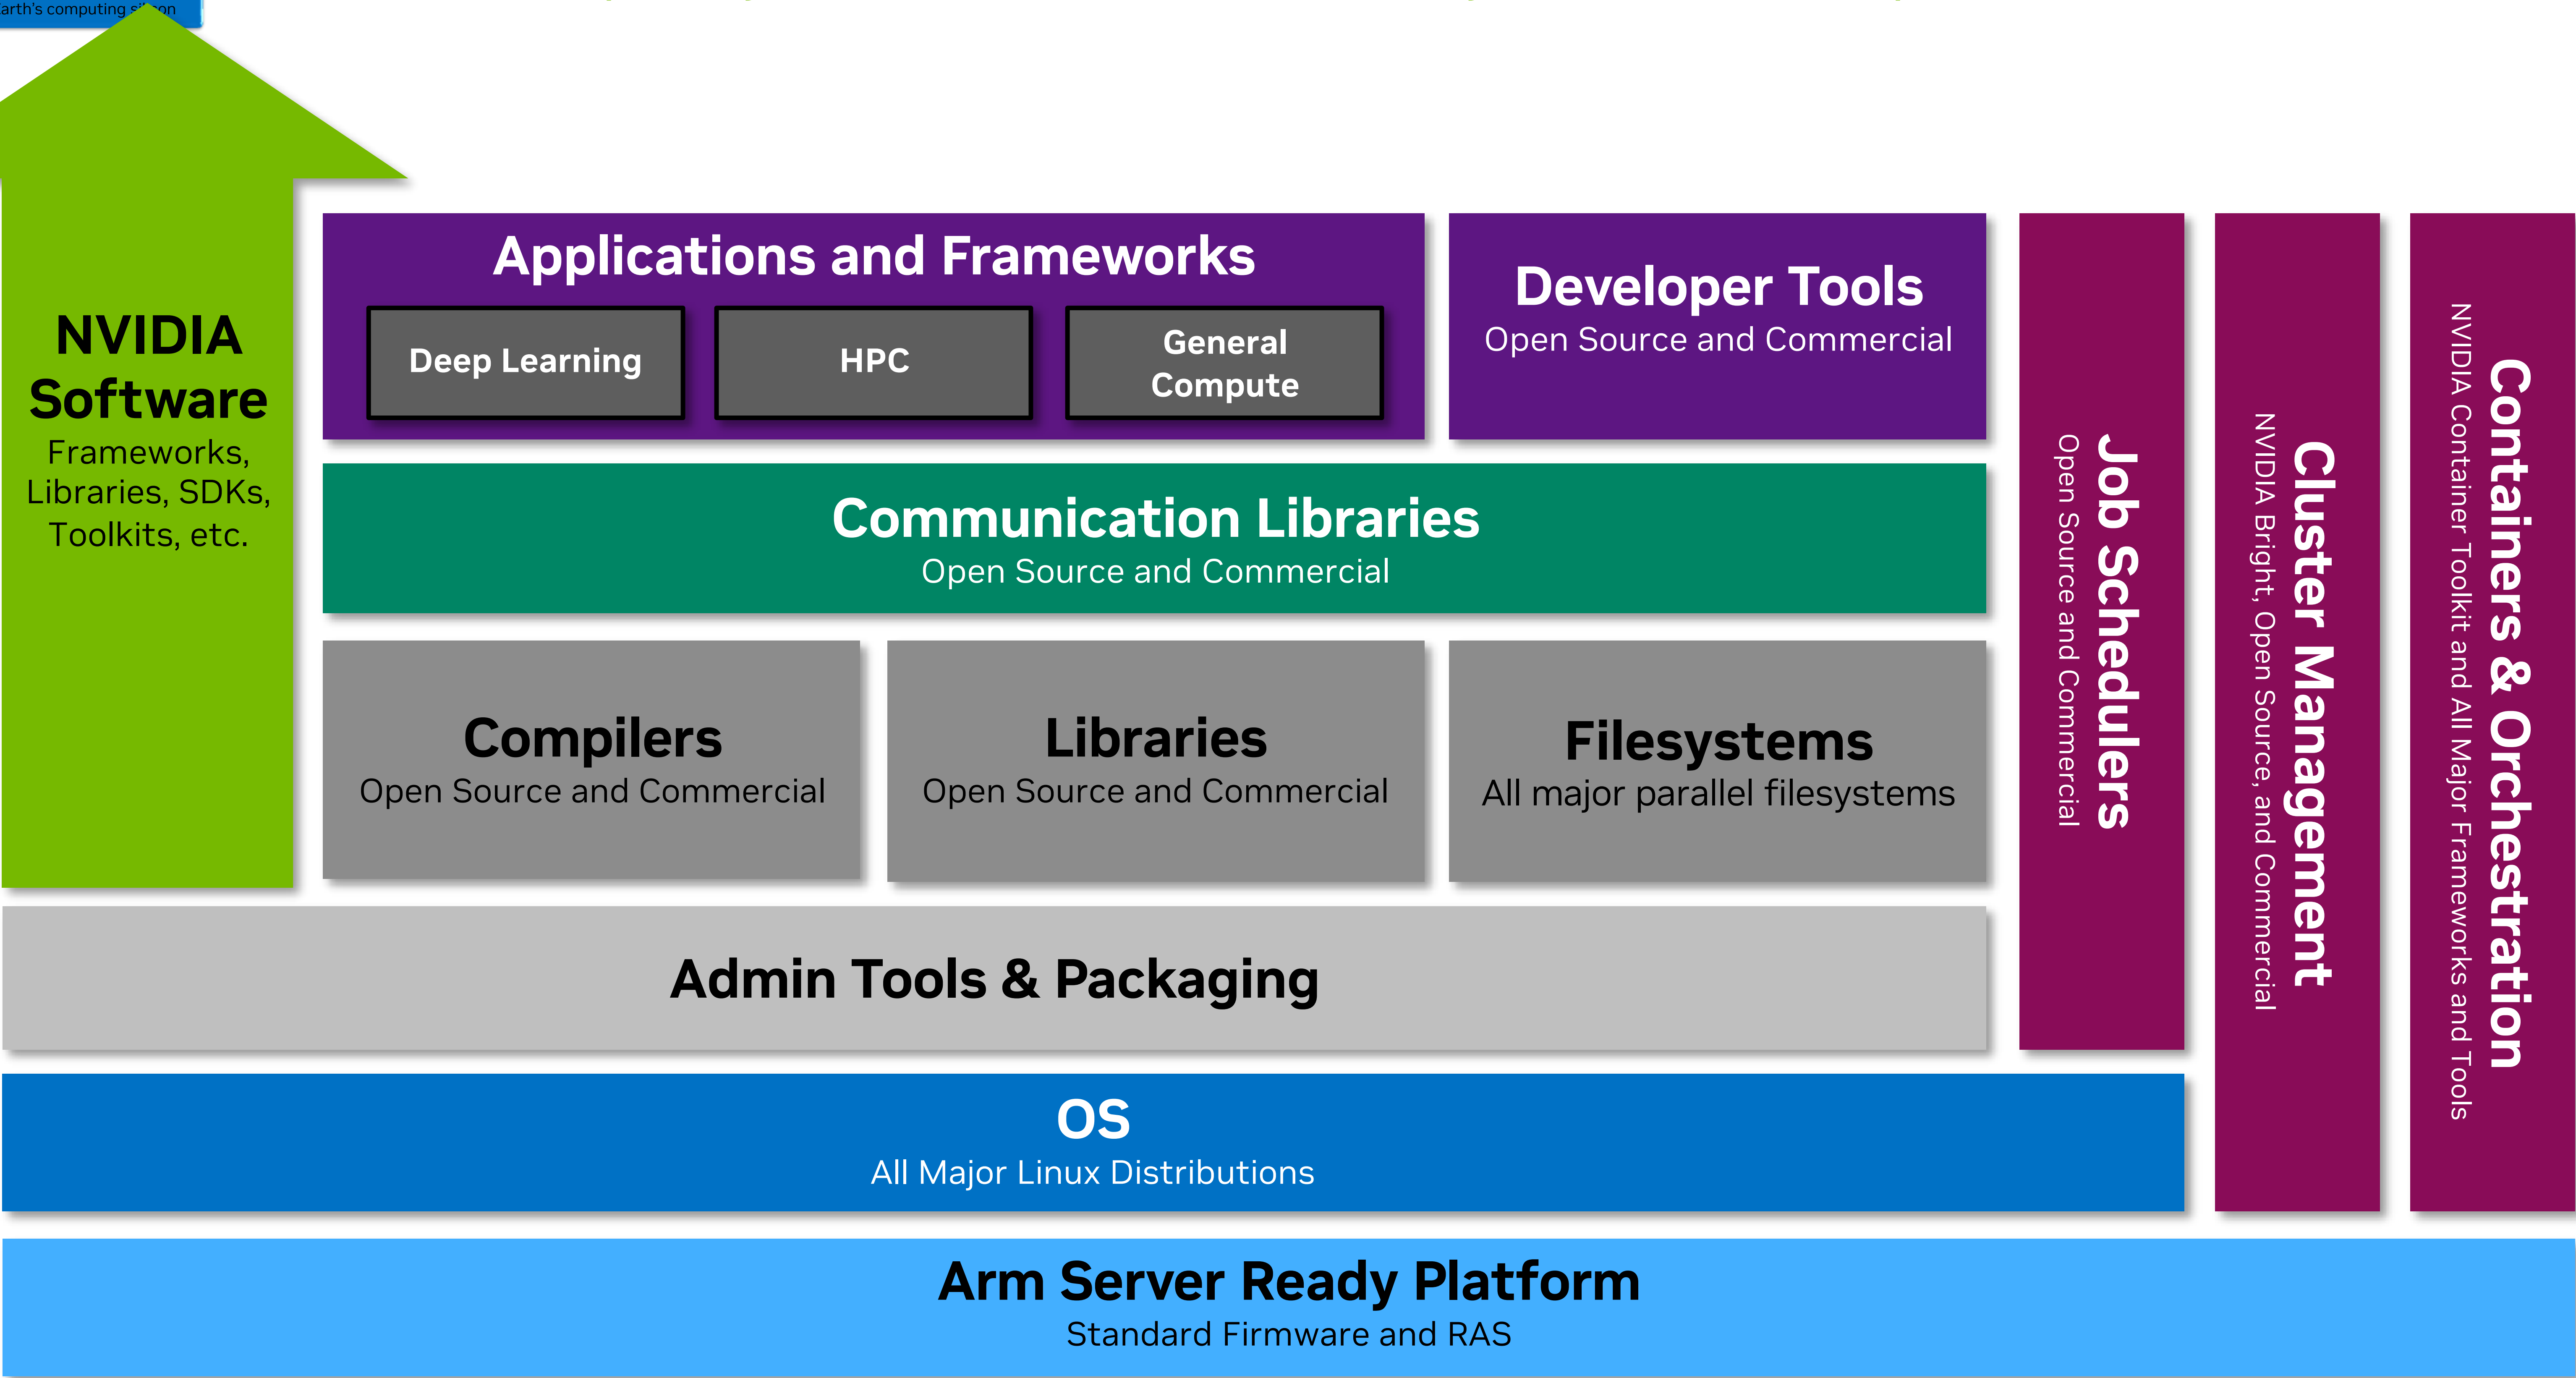 arth's computing silicon
NVIDIA
Software
Frameworks,
Libraries, SDKs,
Toolkits, etc.
Applications and Frameworks
Deep Learning
HPC
General
Compute
Developer Tools
Open Source and Commercial
Communication Libraries
Open Source and Commercial
Compilers
Open Source and Commercial
Libraries
Open Source and Commercial
Filesystems
All major parallel filesystems
Job Schedulers
Open Source and Commercial
Cluster Management
NVIDIA Bright, Open Source, and Commercial
Containers & Orchestration
NVIDIA Container Toolkit and All Major Frameworks and Tools
Admin Tools & Packaging
OS
All Major Linux Distributions
Arm Server Ready Platform
Standard Firmware and RAS